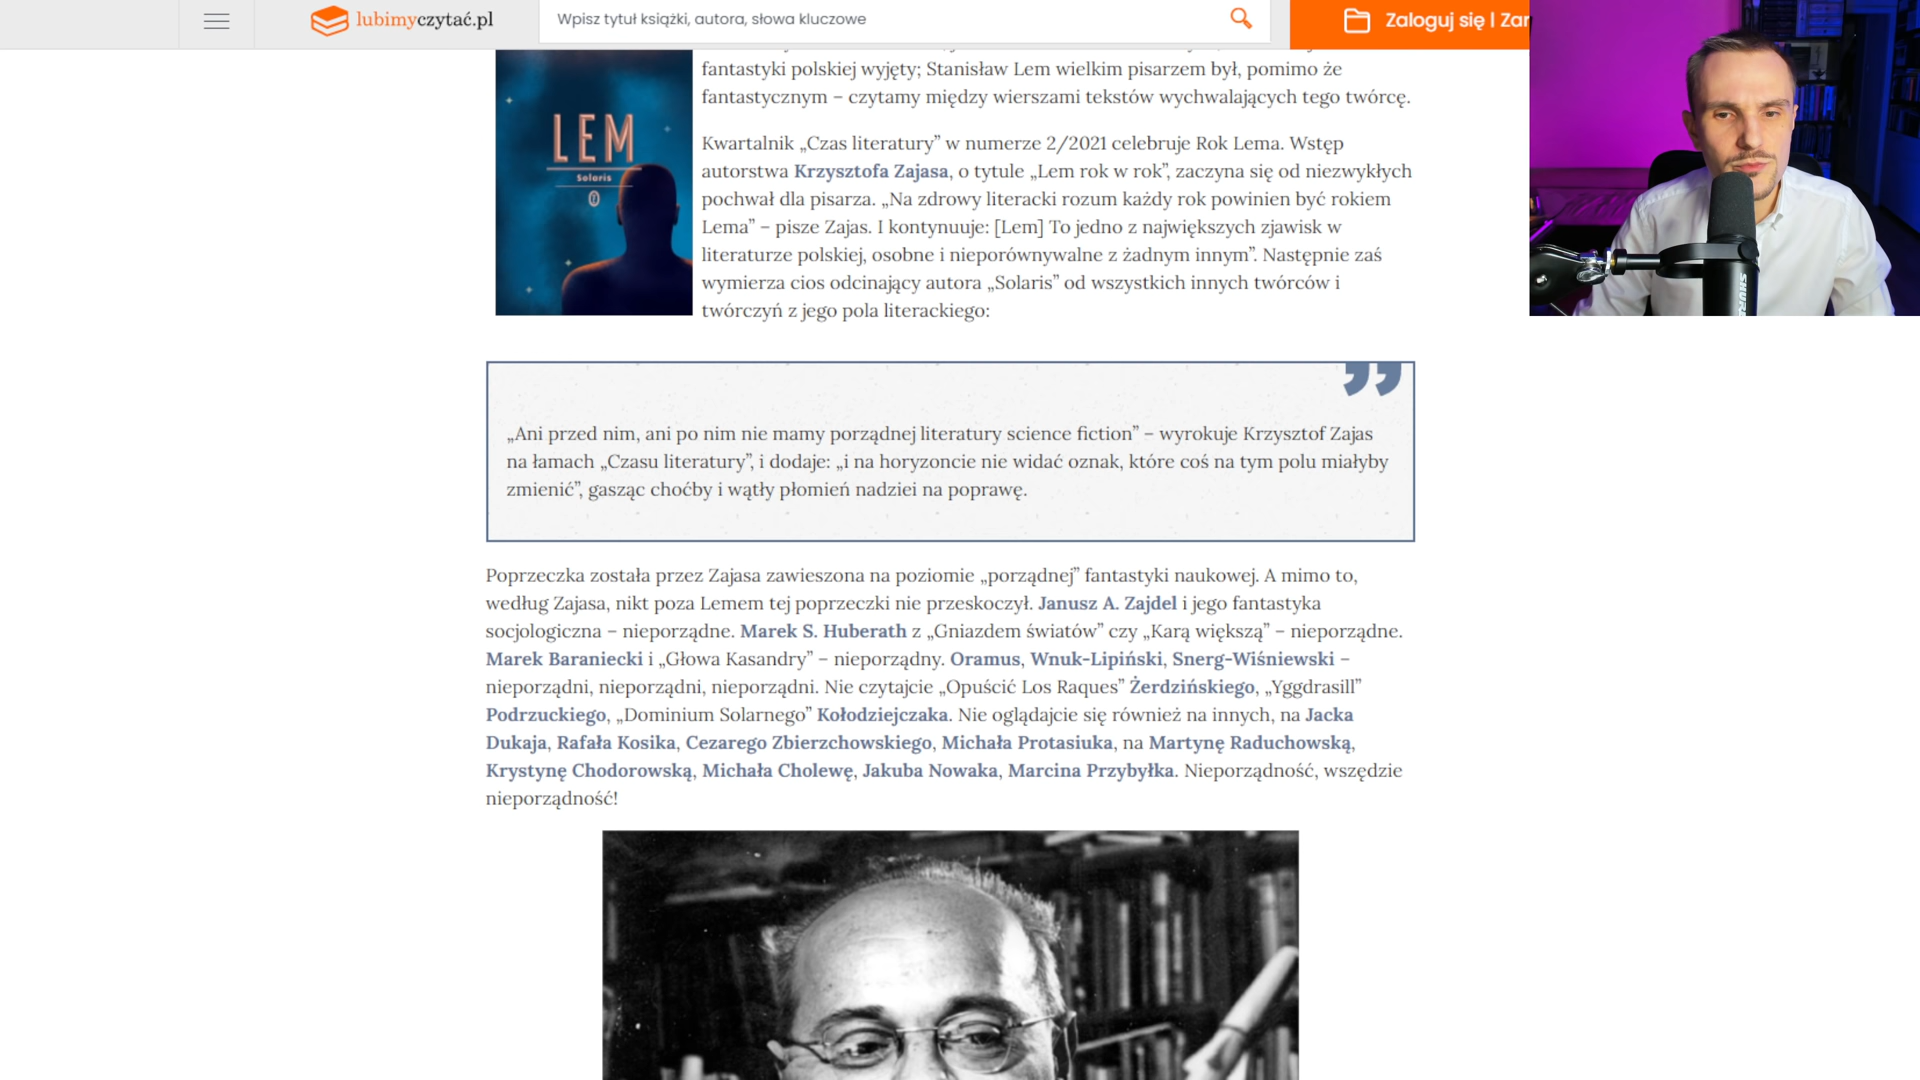 lubimyczytać.pl
Wpisz tytuł książki, autora, słowa kluczowe
Zaloguj się | Zar
LEM
Solaris
fantastyki polskiej wyjęty; Stanisław Lem wielkim pisarzem był, pomimo że
fantastycznym – czytamy między wierszami tekstów wychwalających tego twórcę.
Kwartalnik „Czas literatury” w numerze 2/2021 celebruje Rok Lema. Wstęp
autorstwa Krzysztofa Zajasa, o tytule „Lem rok w rok”, zaczyna się od niezwykłych
pochwał dla pisarza. „Na zdrowy literacki rozum każdy rok powinien być rokiem
Lema” – pisze Zajas. I kontynuuje: [Lem] To jedno z największych zjawisk w
literaturze polskiej, osobne i nieporównywalne z żadnym innym”. Następnie zaś
wymierza cios odcinający autora „Solaris” od wszystkich innych twórców i
twórczyń z jego pola literackiego:
”
„Ani przed nim, ani po nim nie mamy porządnej literatury science fiction” – wyrokuje Krzysztof Zajas
na łamach „Czasu literatury”, i dodaje: „i na horyzoncie nie widać oznak, które coś na tym polu miałyby
zmienić”, gasząc choćby i wątły płomień nadziei na poprawę.
Poprzeczka została przez Zajasa zawieszona na poziomie „porządnej” fantastyki naukowej. A mimo to,
według Zajasa, nikt poza Lemem tej poprzeczki nie przeskoczył. Janusz A. Zajdel i jego fantastyka
socjologiczna – nieporządne. Marek S. Huberath z „Gniazdem światów” czy „Karą większą” – nieporządne.
Marek Baraniecki i „Głowa Kasandry” – nieporządny. Oramus, Wnuk-Lipiński, Snerg-Wiśniewski –
nieporządni, nieporządni, nieporządni. Nie czytajcie „Opuścić Los Raques” Żerdzińskiego, „Yggdrasill”
Podrzuckiego, „Dominium Solarnego” Kołodziejczaka. Nie oglądajcie się również na innych, na Jacka
Dukaja, Rafała Kosika, Cezarego Zbierzchowskiego, Michała Protasiuka, na Martynę Raduchowską,
Krystynę Chodorowską, Michała Cholewę, Jakuba Nowaka, Marcina Przybyłka. Nieporządność, wszędzie
nieporządność!